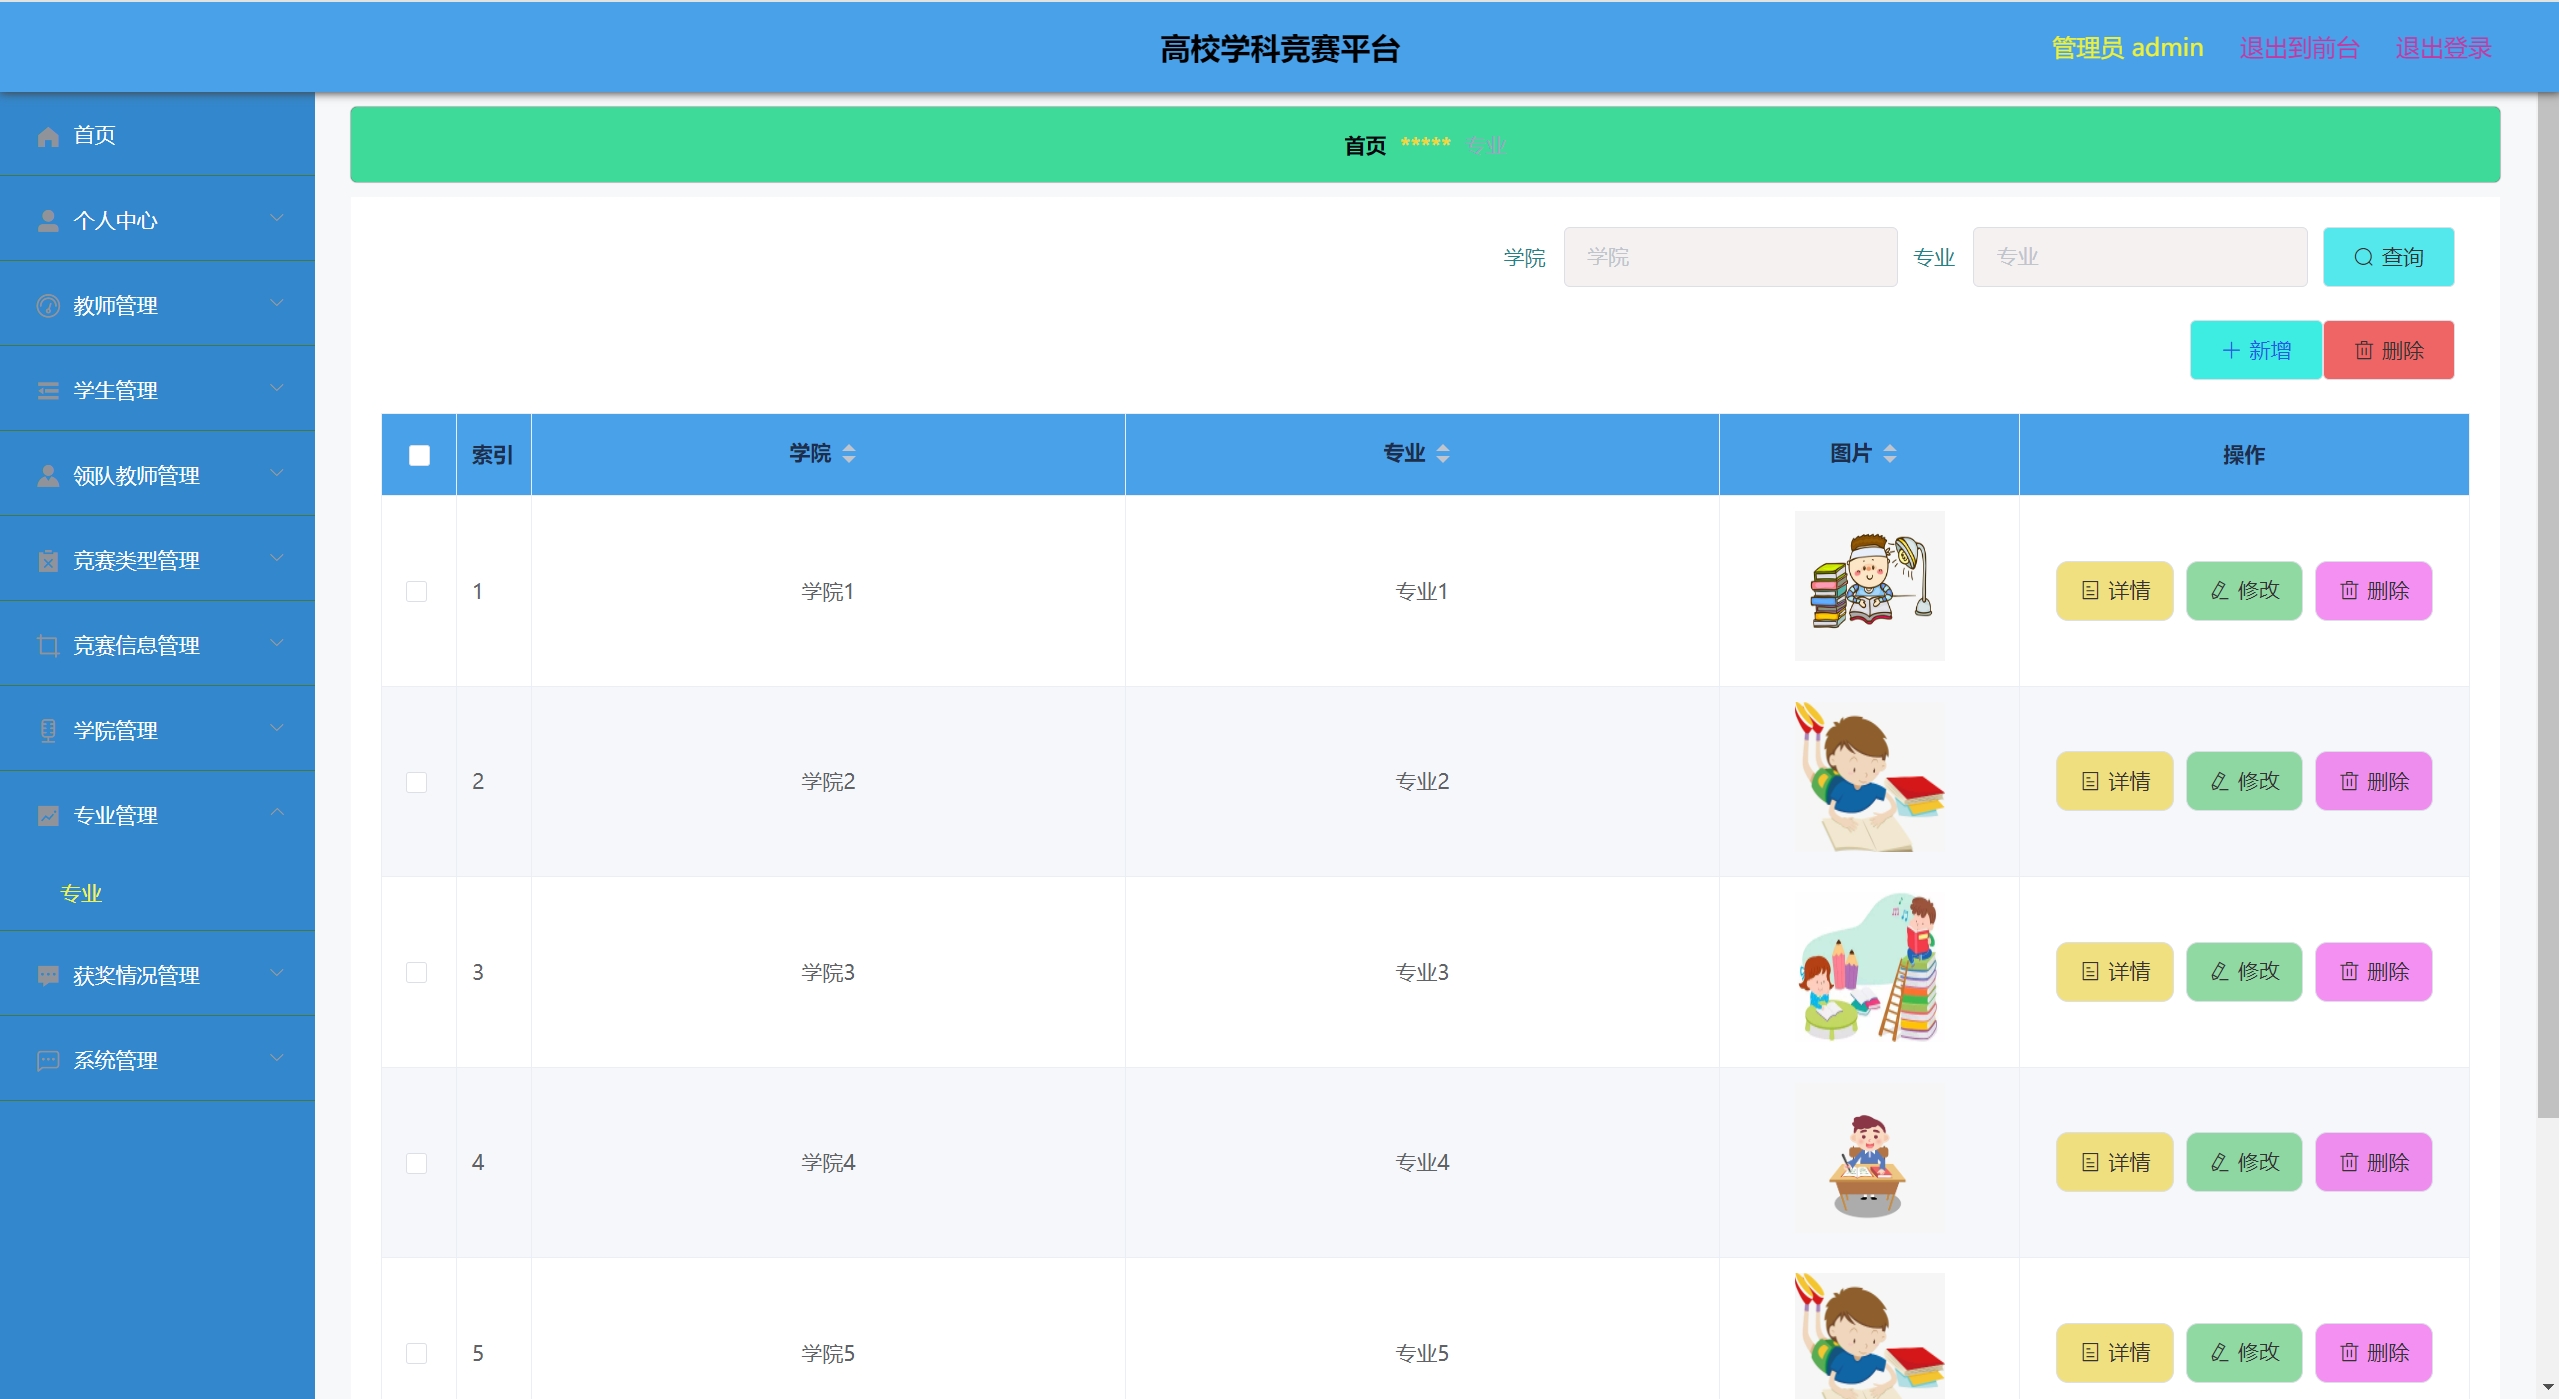 高校学科竞赛平台
管理员 admin 退出到前台 退出登录
首页
个人中心
教师管理
学生管理
领队教师管理
竞赛类型管理
竞赛信息管理
学院管理
专业管理
专业
获奖情况管理
系统管理
首页 ***** 专业
学院 学院 专业 专业 查询
新增 删除
索引 学院 专业 图片 操作
1 学院1 专业1 详情 修改 删除
2 学院2 专业2 详情 修改 删除
3 学院3 专业3 详情 修改 删除
4 学院4 专业4 详情 修改 删除
5 学院5 专业5 详情 修改 删除